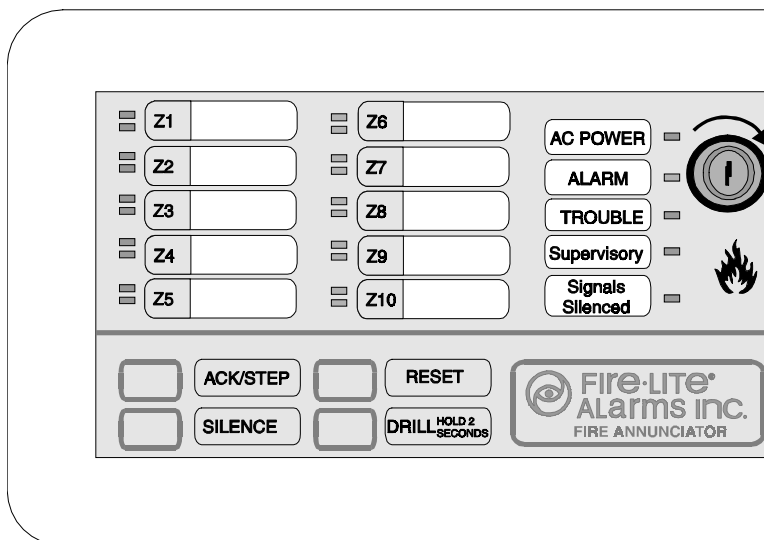 Z1
Z2
Z3
Z4
Z5
Z6
Z7
Z8
Z9
Z10
AC POWER
ALARM
TROUBLE
Supervisory
Signals
Silenced
ACK/STEP
SILENCE
RESET
DRILL HOLD 2
SECONDS
FIRE·LITE®
ALARMS INC.
FIRE ANNUNCIATOR